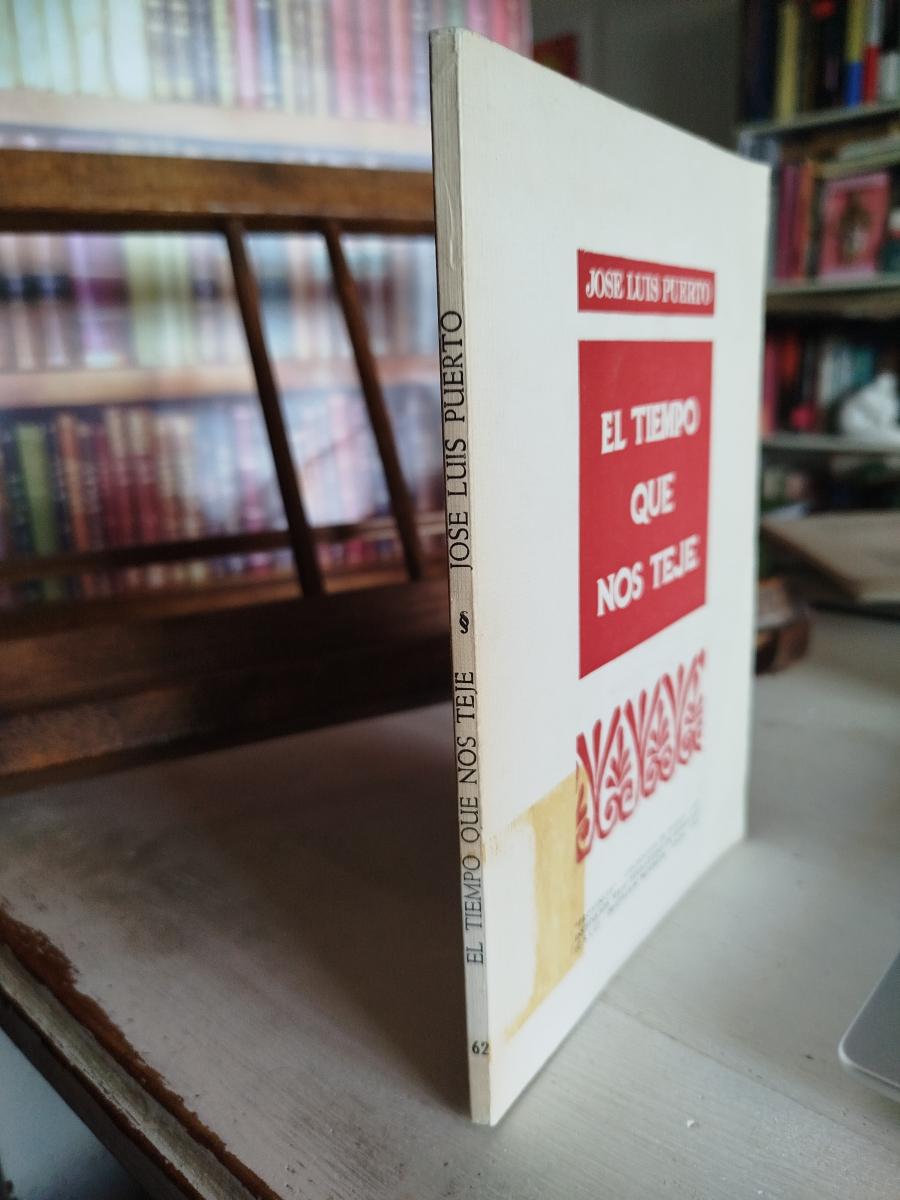 EL TIEMPO QUE NOS TEJE § JOSE LUIS PUERTO
62
JOSE LUIS PUERTO
EL TIEMPO
QUE
NOS TEJE